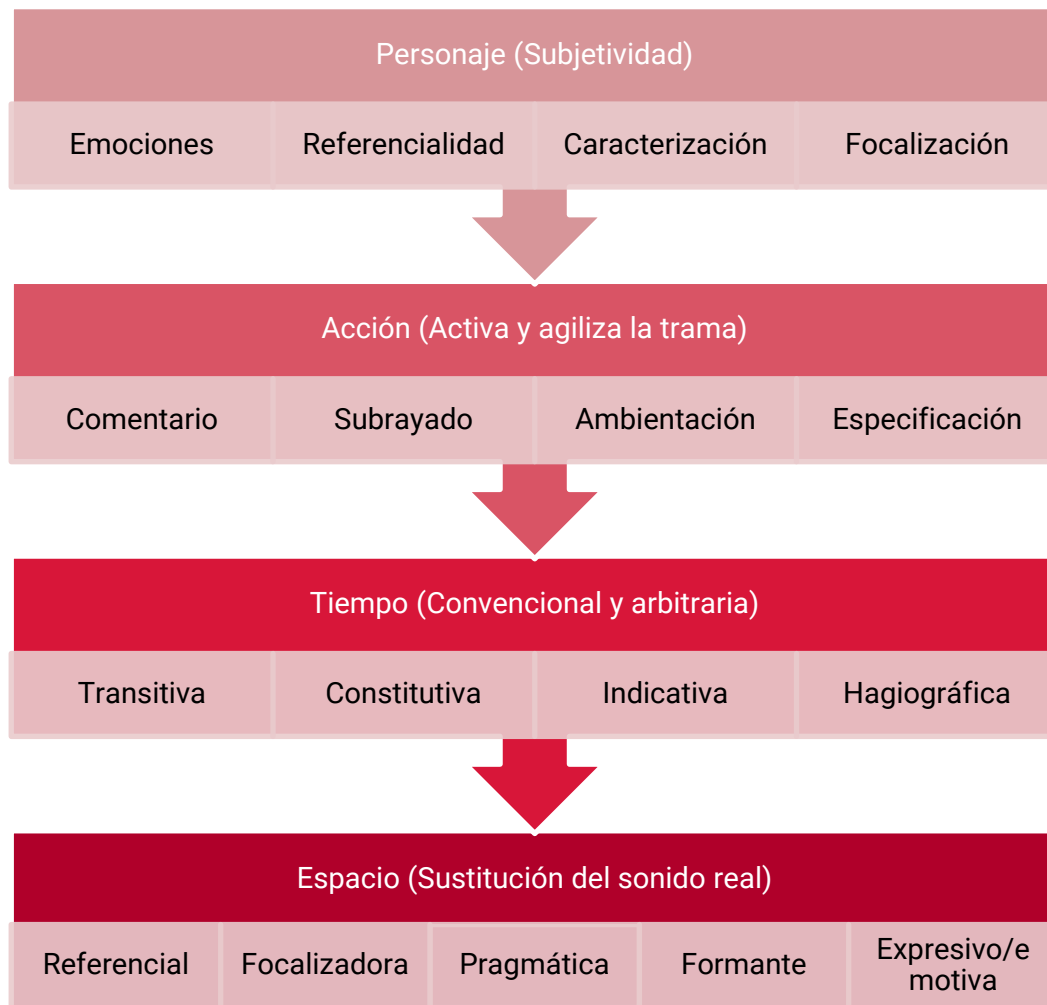 Personaje (Subjetividad)
Emociones Referencialidad Caracterización Focalización
Acción (Activa y agiliza la trama)
Comentario Subrayado Ambientación Especificación
Tiempo (Convencional y arbitraria)
Transitiva Constitutiva Indicativa Hagiográfica
Espacio (Sustitución del sonido real)
Referencial Focalizadora Pragmática Formante Expresivo/e
motiva